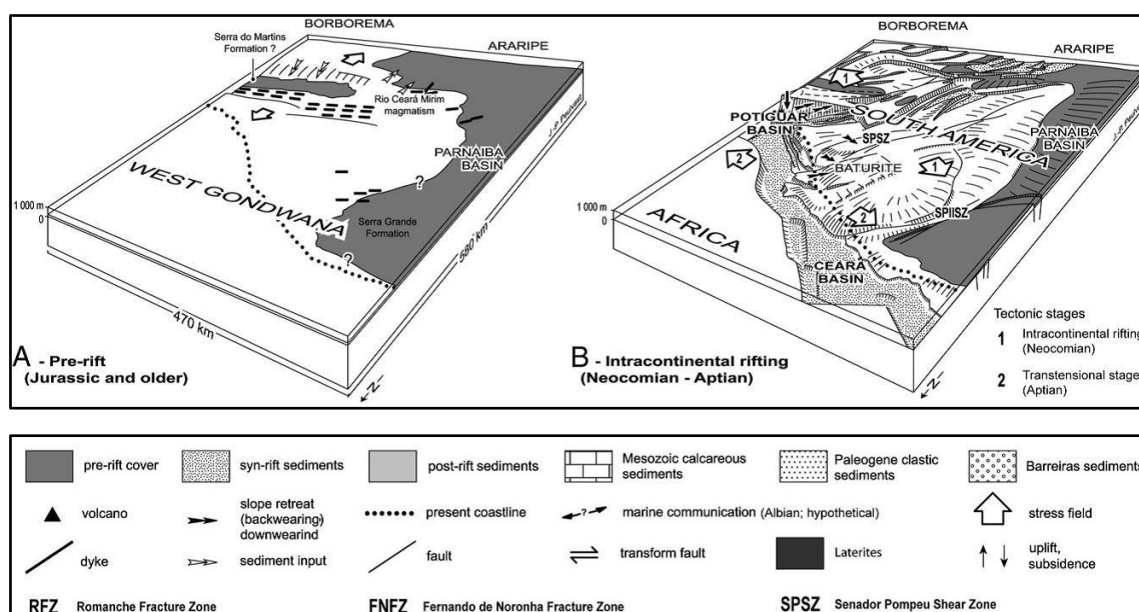 BORBOREMA
Serra do Martins
Formation ?
ARARIPE
Rio Ceará Mirim
magmatism
PARNAIBA
BASIN
?
WEST GONDWANA
1 000 m
0
Serra Grande
Formation
?
580 km
470 km
A - Pre-rift
(Jurassic and older)
-N-
BORBOREMA
ARARIPE
1
POTIGUAR
BASIN
SOUTH AMERICA
PARNAIBA
BASIN
SPSZ
2
BATURITE
1
1 000 m
0
AFRICA
SPIISZ
2
CEARÁ
BASIN
B - Intracontinental rifting
(Neocomian - Aptian)
-N-
Tectonic stages
1 Intracontinental rifting
(Neocomian)
2 Transtensional stage
(Aptian)
pre-rift cover
syn-rift sediments
post-rift sediments
Mesozoic calcareous
sediments
Paleogene clastic
sediments
Barreiras sediments
volcano
slope retreat
(backwearing)
downwearind
present coastline
?
marine communication (Albian; hypothetical)
stress field
dyke
sediment input
fault
transform fault
Laterites
uplift,
subsidence
RFZ Romanche Fracture Zone
FNFZ Fernando de Noronha Fracture Zone
SPSZ Senador Pompeu Shear Zone